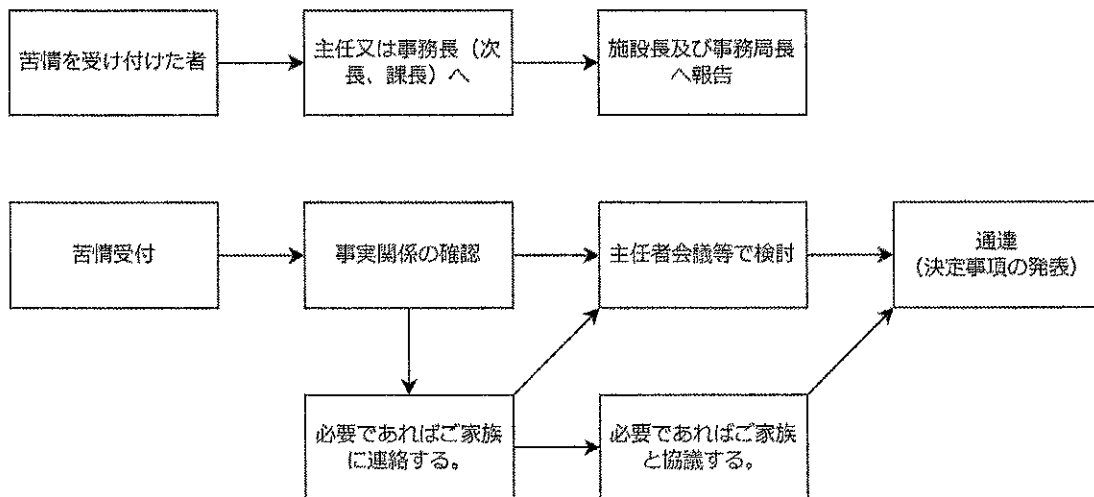 苦情を受け付けた者
主任又は事務長（次
長、課長）へ
施設長及び事務局長
へ報告
苦情受付
事実関係の確認
主任者会議等で検討
通達
（決定事項の発表）
必要であればご家族
に連絡する。
必要であればご家族
と協議する。